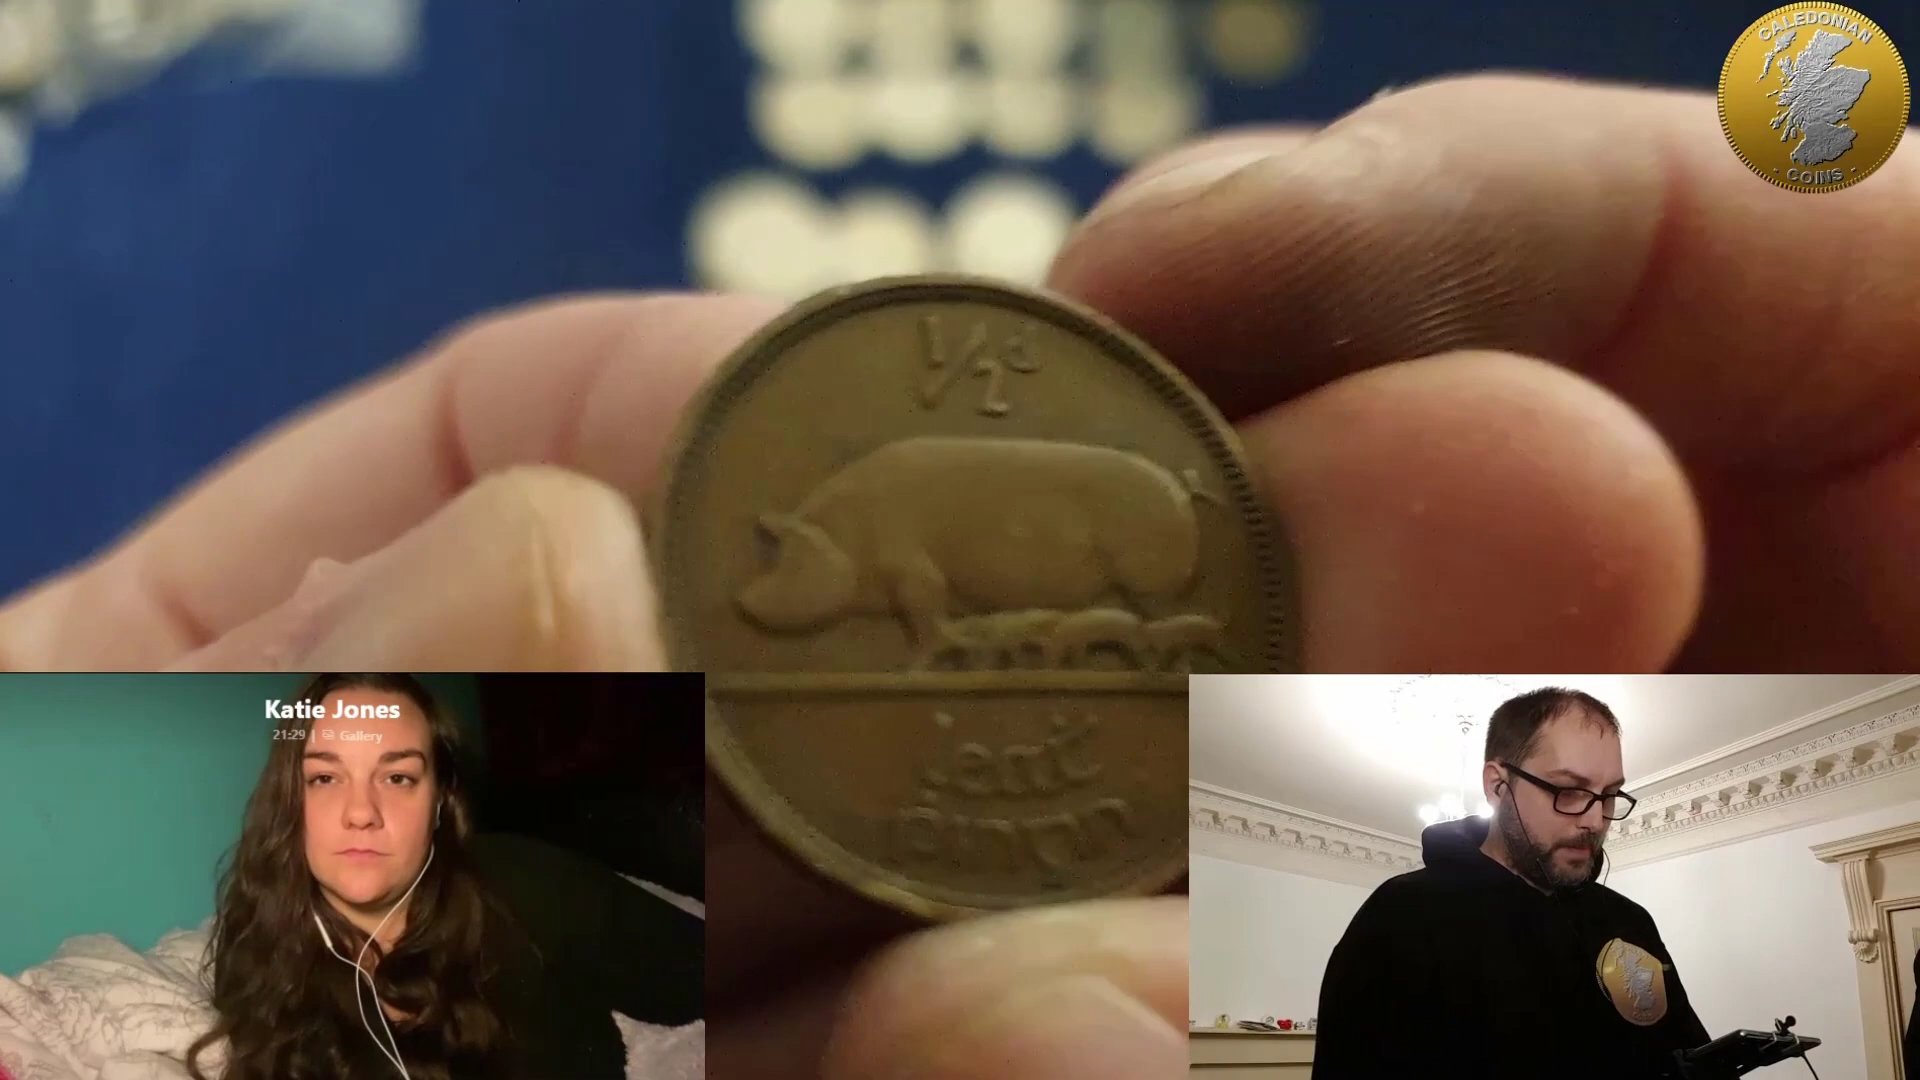 CALEDONIAN
- COINS -
½d
leat
pingin
Katie Jones
21:29 | Gallery